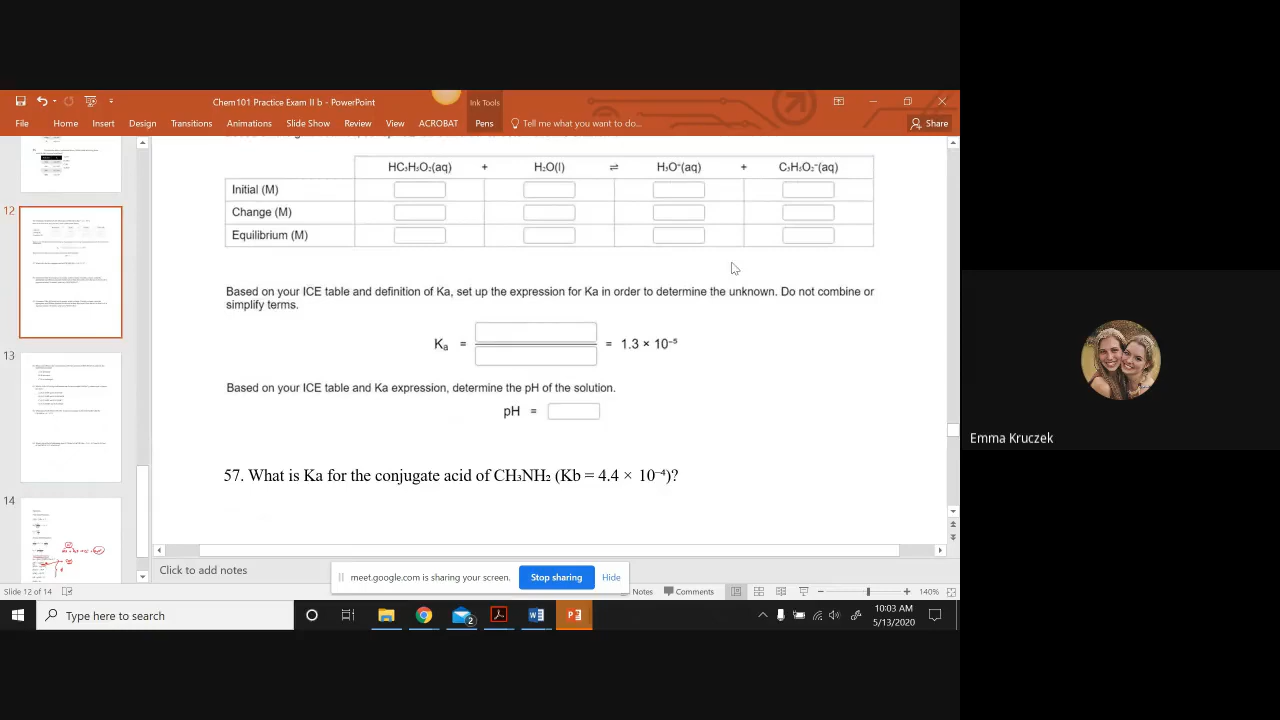 Chem101 Practice Exam II b - PowerPoint
Ink Tools
File Home Insert Design Transitions Animations Slide Show Review View ACROBAT Pens Tell me what you want to do... Share
HC₃H₅O₂(aq) + H₂O(l) ⇌ H₃O⁺(aq) + C₃H₅O₂⁻(aq)
Initial (M)
Change (M)
Equilibrium (M)
12
Based on your ICE table and definition of Ka, set up the expression for Ka in order to determine the unknown. Do not combine or
simplify terms.
Kₐ = = 1.3 × 10⁻⁵
13
Based on your ICE table and Ka expression, determine the pH of the solution.
pH =
57. What is Ka for the conjugate acid of CH₃NH₂ (Kb = 4.4 × 10⁻⁴)?
14
Emma Kruczek
Click to add notes
meet.google.com is sharing your screen. Stop sharing Hide
Slide 12 of 14 Notes Comments 140%
Type here to search
2
10:03 AM
5/13/2020